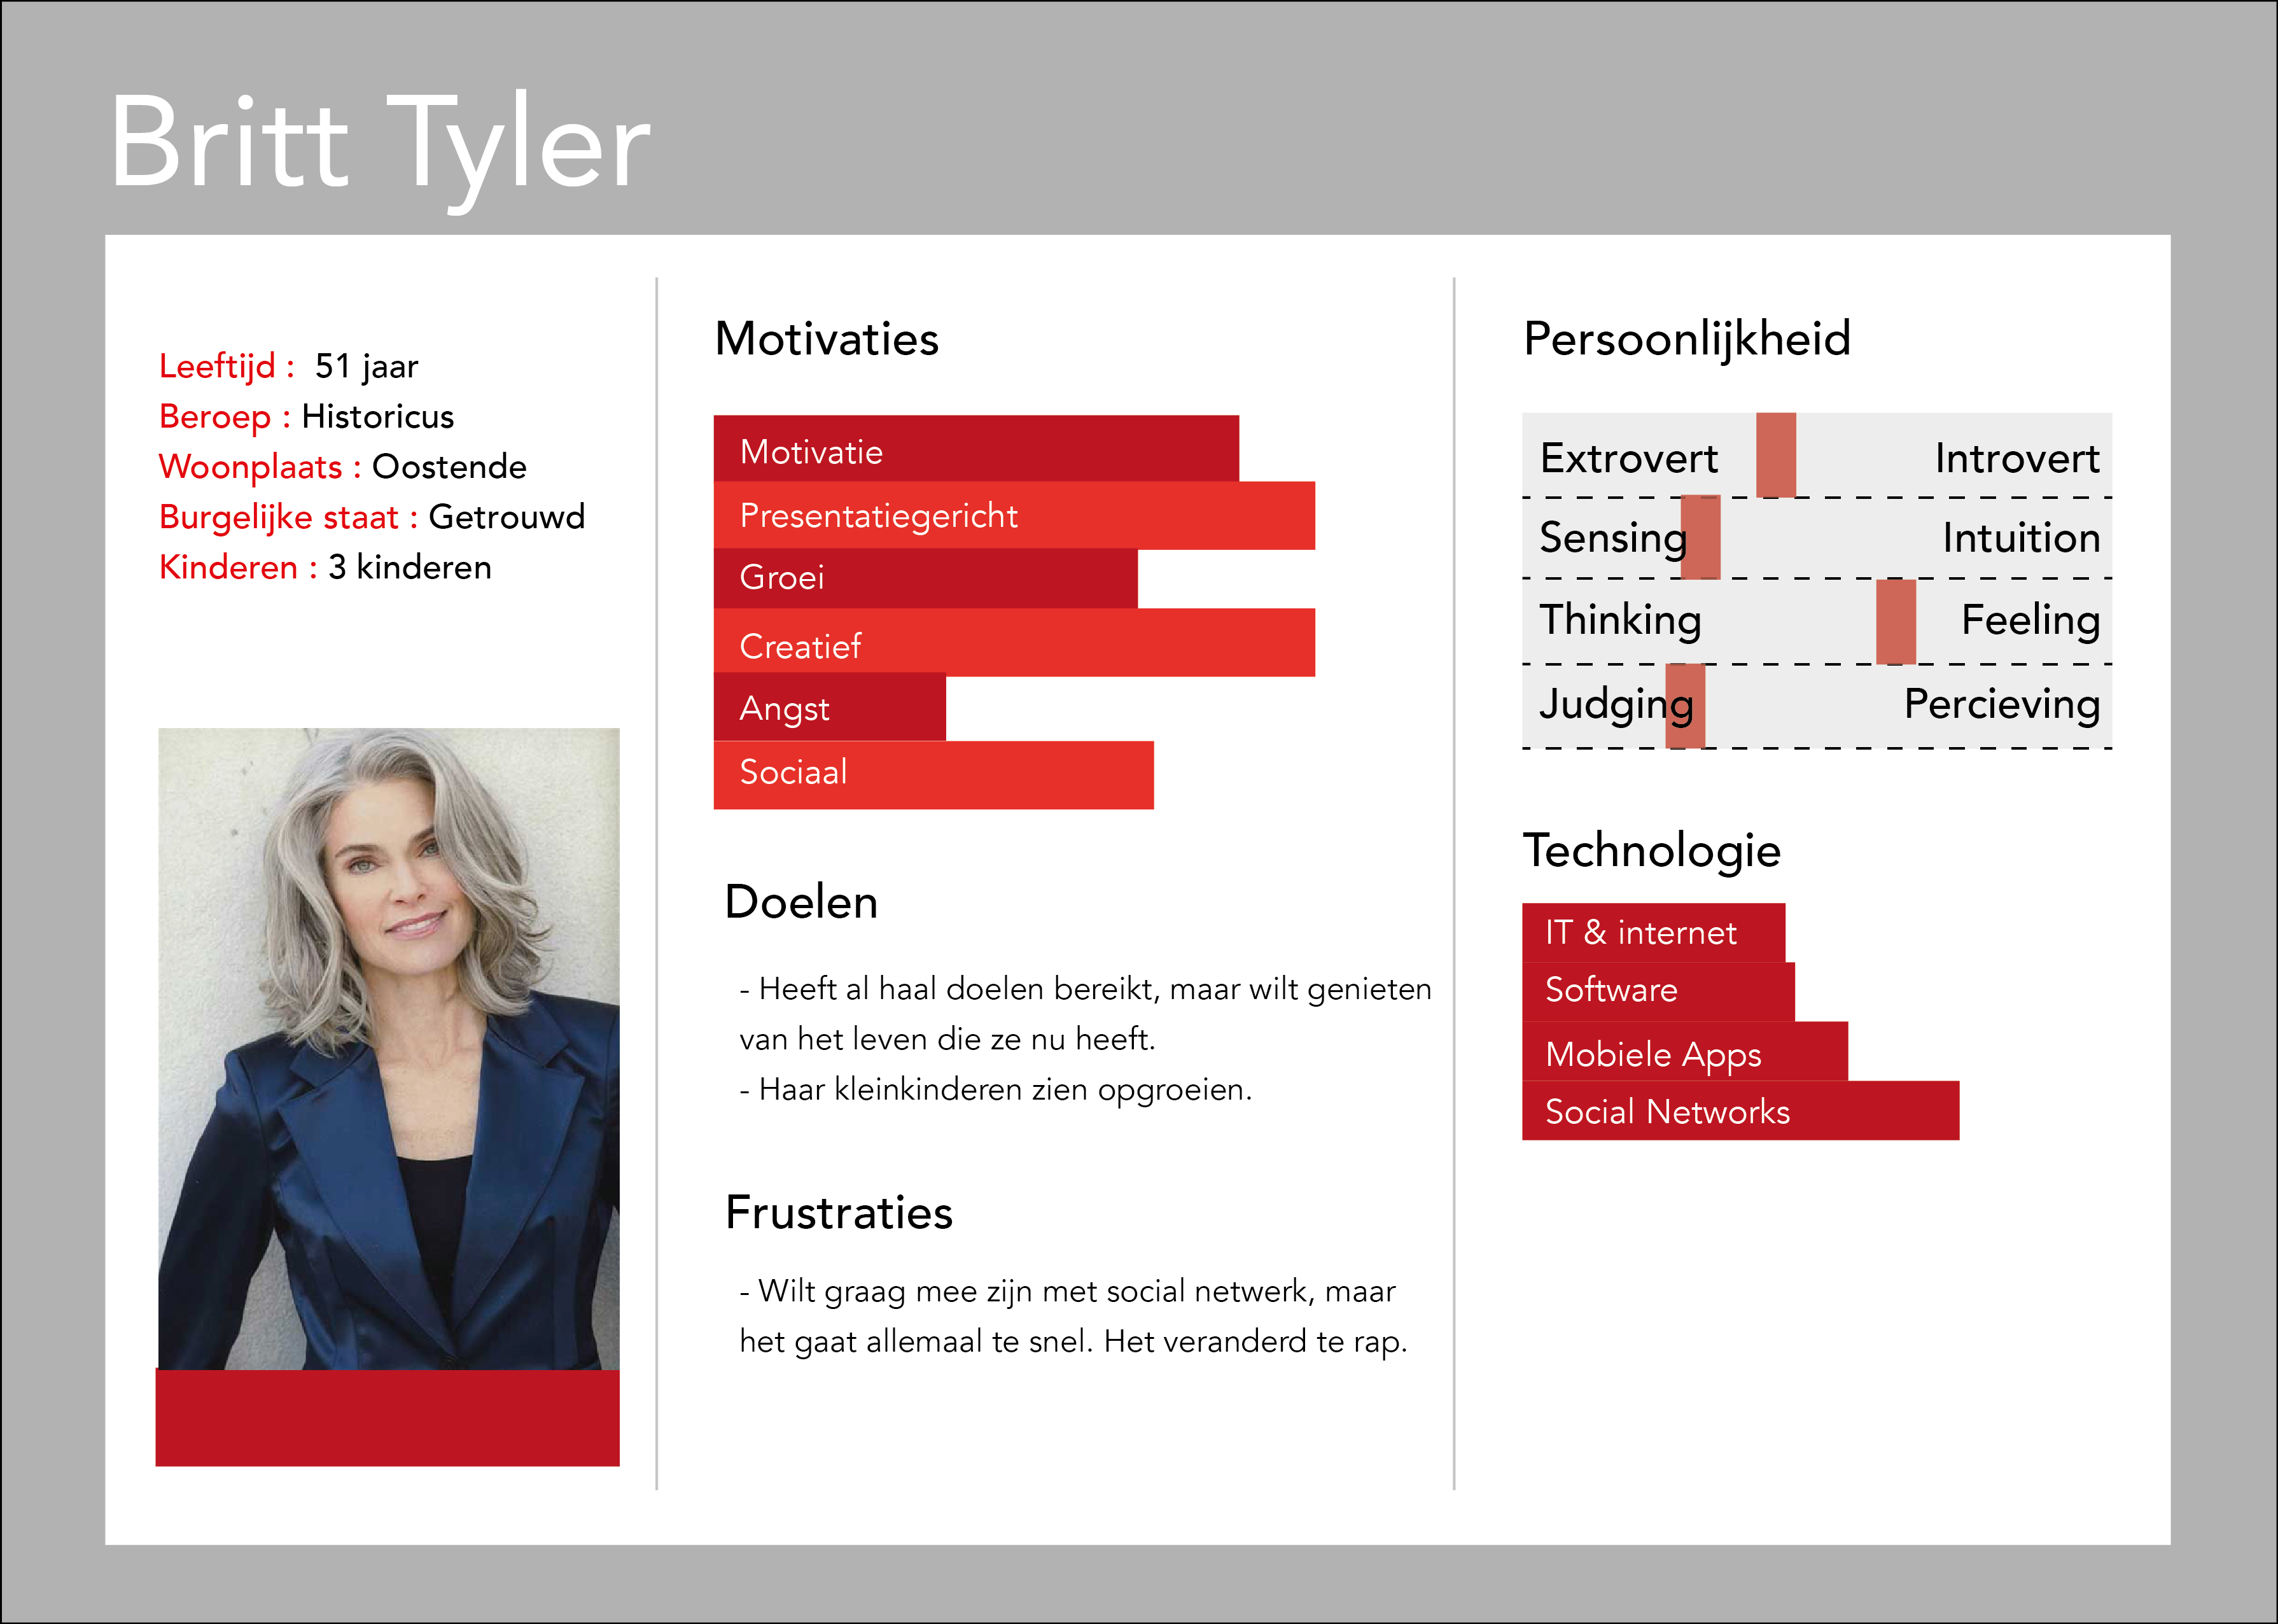 Britt Tyler
Leeftijd :  51 jaar
Beroep : Historicus
Woonplaats : Oostende
Burgelijke staat : Getrouwd
Kinderen : 3 kinderen
Motivaties
Motivatie
Presentatiegericht
Groei
Creatief
Angst
Sociaal
Doelen
- Heeft al haal doelen bereikt, maar wilt genieten
van het leven die ze nu heeft.
- Haar kleinkinderen zien opgroeien.
Frustraties
- Wilt graag mee zijn met social netwerk, maar
het gaat allemaal te snel. Het veranderd te rap.
Persoonlijkheid
Extrovert Introvert
Sensing Intuition
Thinking Feeling
Judging Percieving
Technologie
IT & internet
Software
Mobiele Apps
Social Networks